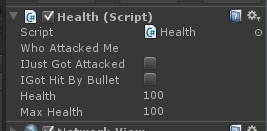 Health (Script)
Script Health
Who Attacked Me
IJust Got Attacked
IGot Hit By Bullet
Health 100
Max Health 100
Network View